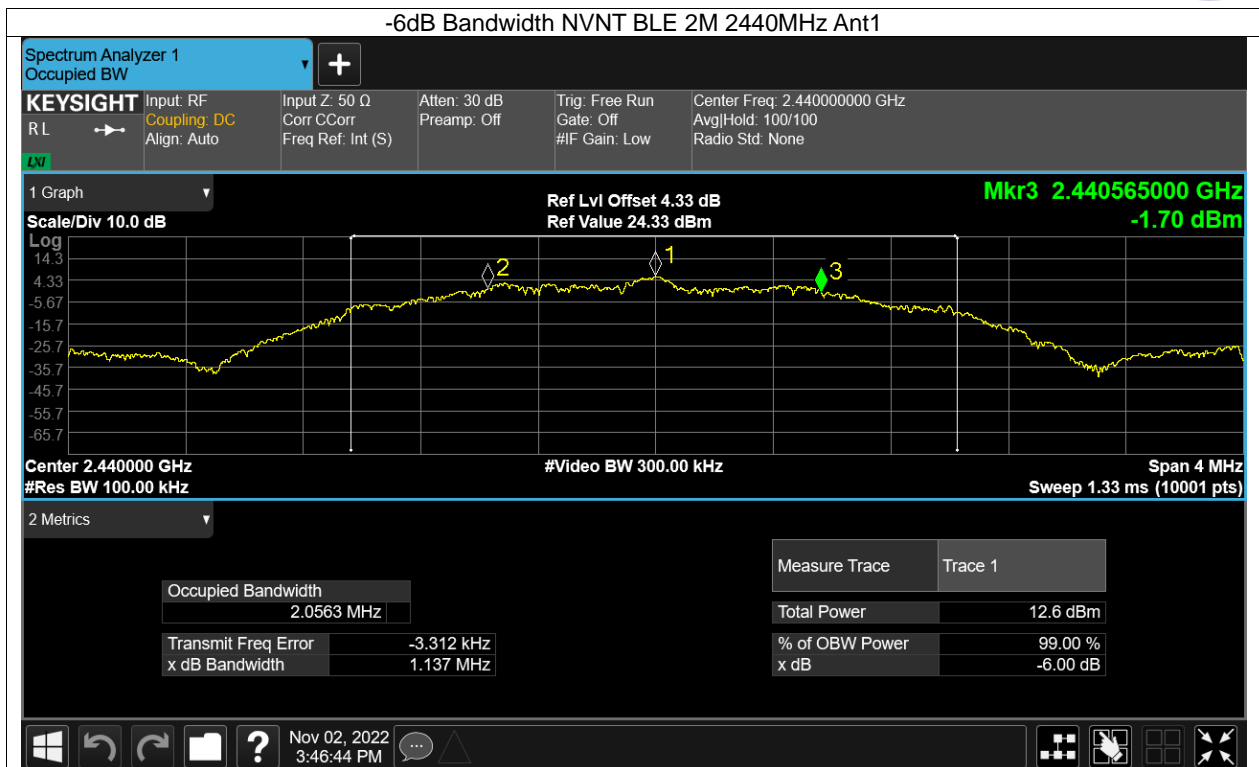 -6dB Bandwidth NVNT BLE 2M 2440MHz Ant1
Spectrum Analyzer 1
Occupied BW
KEYSIGHT
RL
LXI
Input: RF
Coupling: DC
Align: Auto
Input Z: 50 Ω
Corr CCorr
Freq Ref: Int (S)
Atten: 30 dB
Preamp: Off
Trig: Free Run
Gate: Off
#IF Gain: Low
Center Freq: 2.440000000 GHz
Avg|Hold: 100/100
Radio Std: None
1 Graph
Scale/Div 10.0 dB
Ref Lvl Offset 4.33 dB
Ref Value 24.33 dBm
Mkr3 2.440565000 GHz
-1.70 dBm
Log
14.3
4.33
-5.67
-15.7
-25.7
-35.7
-45.7
-55.7
-65.7
2
1
3
Center 2.440000 GHz
#Res BW 100.00 kHz
#Video BW 300.00 kHz
Span 4 MHz
Sweep 1.33 ms (10001 pts)
2 Metrics
Occupied Bandwidth
2.0563 MHz
Transmit Freq Error -3.312 kHz
x dB Bandwidth 1.137 MHz
Measure Trace Trace 1
Total Power 12.6 dBm
% of OBW Power 99.00 %
x dB -6.00 dB
?
Nov 02, 2022
3:46:44 PM